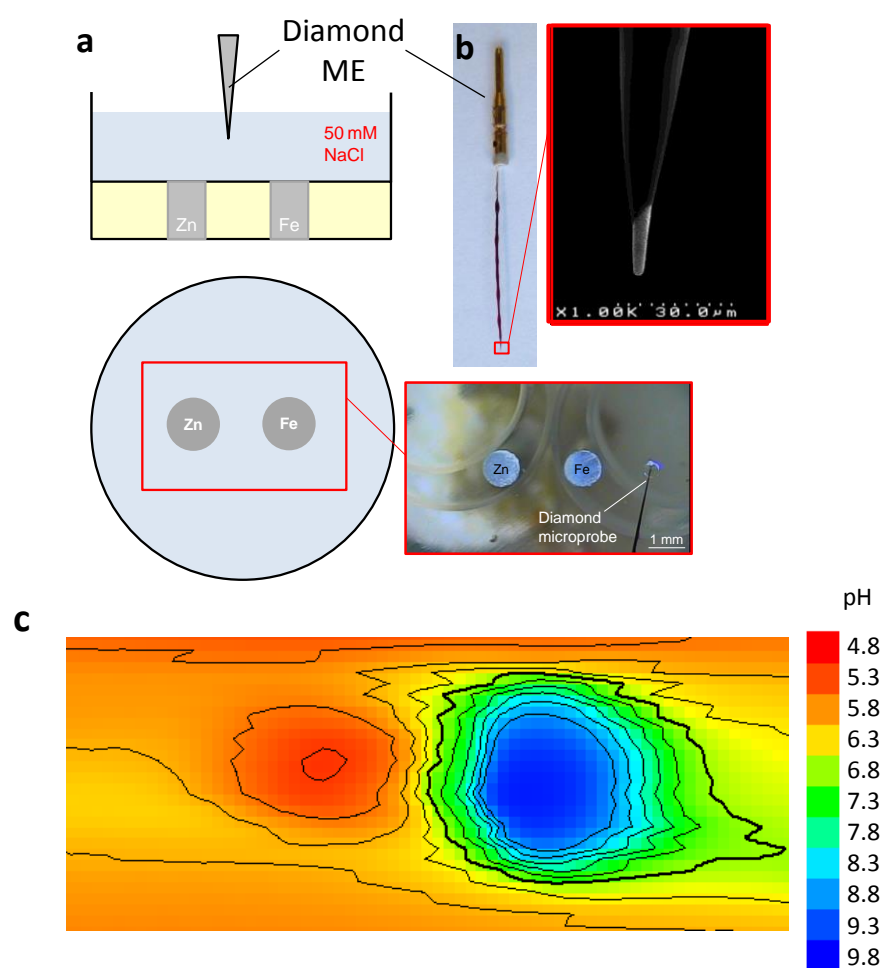 a
Diamond
ME
b
50 mM
NaCl
Zn
Fe
X1.00K 30.0µm
Zn
Fe
Zn
Fe
Diamond
microprobe
1 mm
c
pH
4.8
5.3
5.8
6.3
6.8
7.3
7.8
8.3
8.8
9.3
9.8